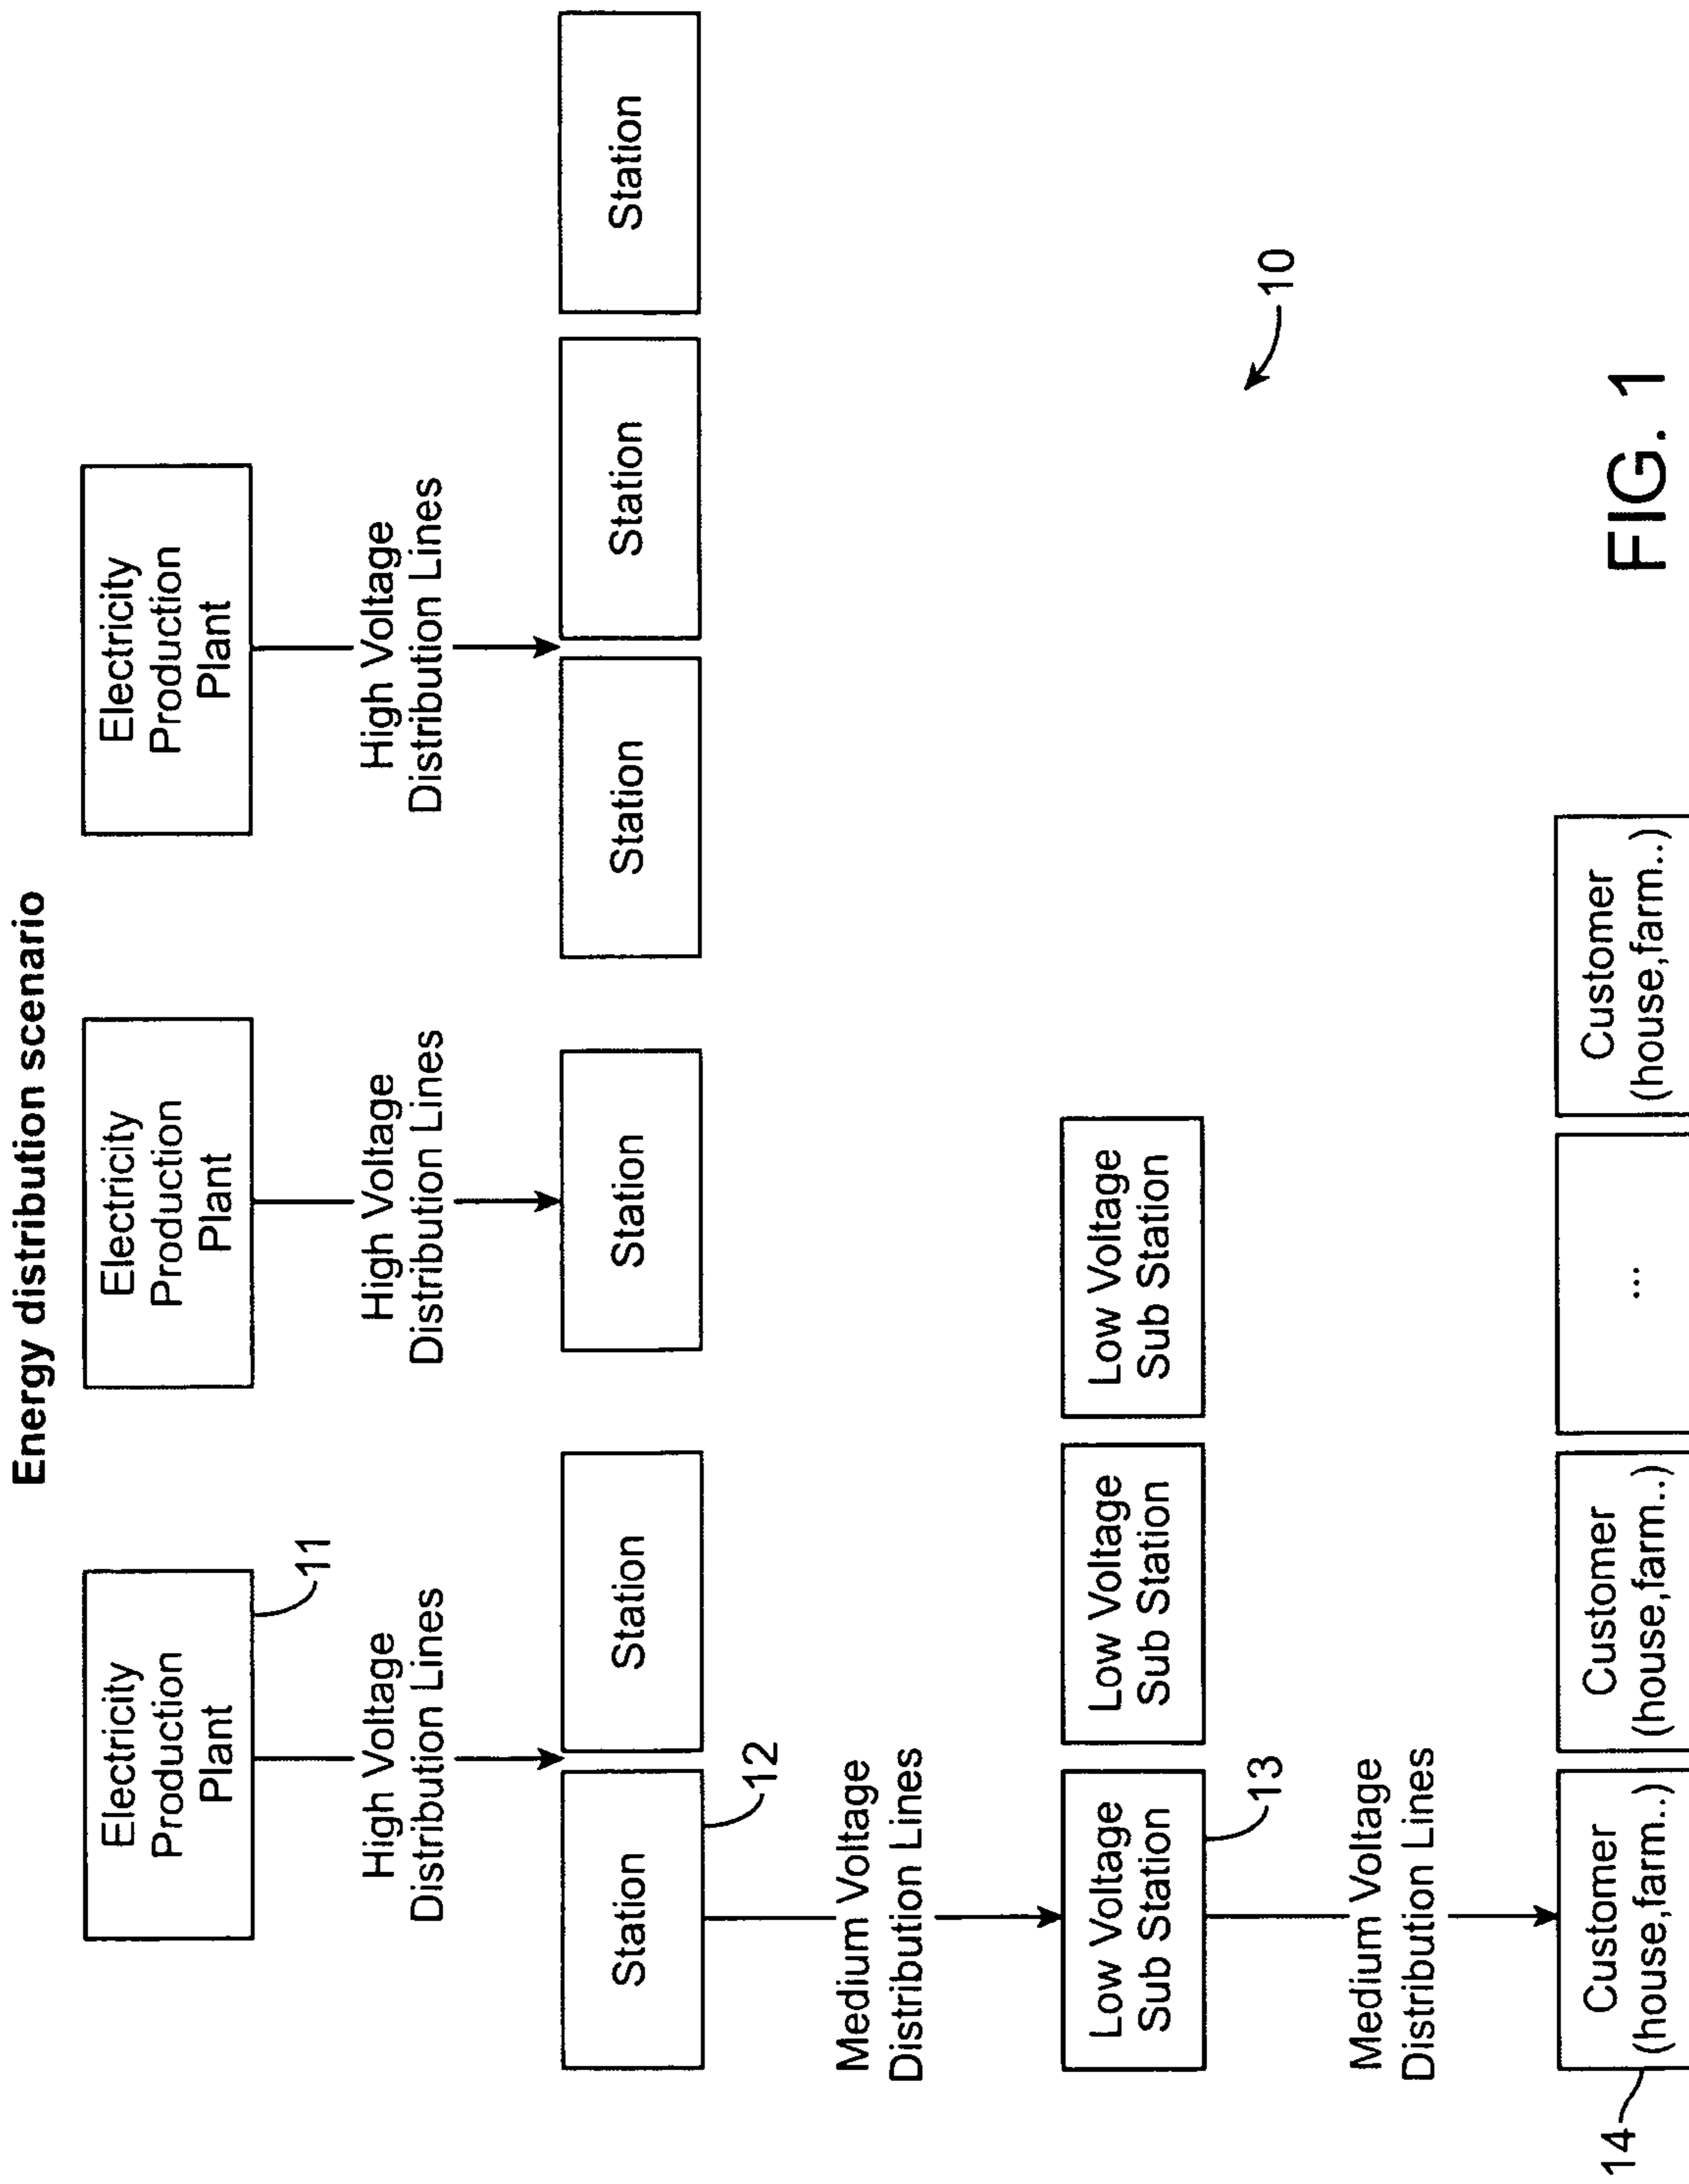 Energy distribution scenario
Electricity
Production
Plant
11
Electricity
Production
Plant
Electricity
Production
Plant
High Voltage
Distribution Lines
High Voltage
Distribution Lines
High Voltage
Distribution Lines
Station
Station
Station
Station
Station
Station
12
Medium Voltage
Distribution Lines
Low Voltage
Sub Station
Low Voltage
Sub Station
Low Voltage
Sub Station
13
10
Medium Voltage
Distribution Lines
14
Customer
(house,farm..)
Customer
(house,farm..)
...
Customer
(house,farm..)
FIG. 1